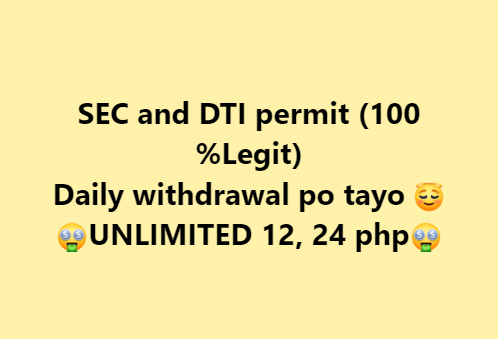 SEC and DTI permit (100
%Legit)
Daily withdrawal po tayo 😇
🤑UNLIMITED 12, 24 php🤑